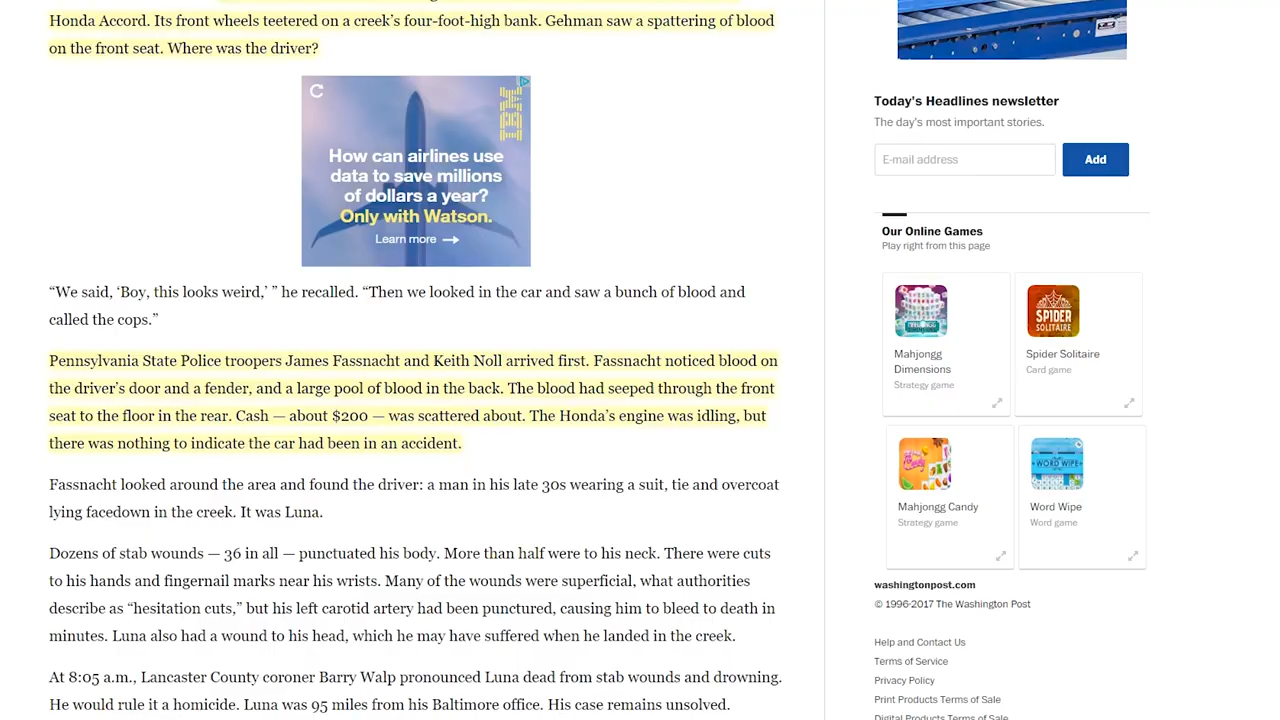 Honda Accord. Its front wheels teetered on a creek’s four-foot-high bank. Gehman saw a spattering of blood
on the front seat. Where was the driver?
C
IBM
How can airlines use
data to save millions
of dollars a year?
Only with Watson.
Learn more →
“We said, ‘Boy, this looks weird,’ ” he recalled. “Then we looked in the car and saw a bunch of blood and
called the cops.”
Pennsylvania State Police troopers James Fassnacht and Keith Noll arrived first. Fassnacht noticed blood on
the driver’s door and a fender, and a large pool of blood in the back. The blood had seeped through the front
seat to the floor in the rear. Cash — about $200 — was scattered about. The Honda’s engine was idling, but
there was nothing to indicate the car had been in an accident.
Fassnacht looked around the area and found the driver: a man in his late 30s wearing a suit, tie and overcoat
lying facedown in the creek. It was Luna.
Dozens of stab wounds — 36 in all — punctuated his body. More than half were to his neck. There were cuts
to his hands and fingernail marks near his wrists. Many of the wounds were superficial, what authorities
describe as “hesitation cuts,” but his left carotid artery had been punctured, causing him to bleed to death in
minutes. Luna also had a wound to his head, which he may have suffered when he landed in the creek.
At 8:05 a.m., Lancaster County coroner Barry Walp pronounced Luna dead from stab wounds and drowning.
He would rule it a homicide. Luna was 95 miles from his Baltimore office. His case remains unsolved.
Today's Headlines newsletter
The day's most important stories.
E-mail address
Add
Our Online Games
Play right from this page
Mahjongg
Dimensions
Strategy game
SPIDER
SOLITAIRE
Spider Solitaire
Card game
Mahjongg Candy
Strategy game
WORD WIPE
Word Wipe
Word game
washingtonpost.com
© 1996-2017 The Washington Post
Help and Contact Us
Terms of Service
Privacy Policy
Print Products Terms of Sale
Digital Products Terms of Sale